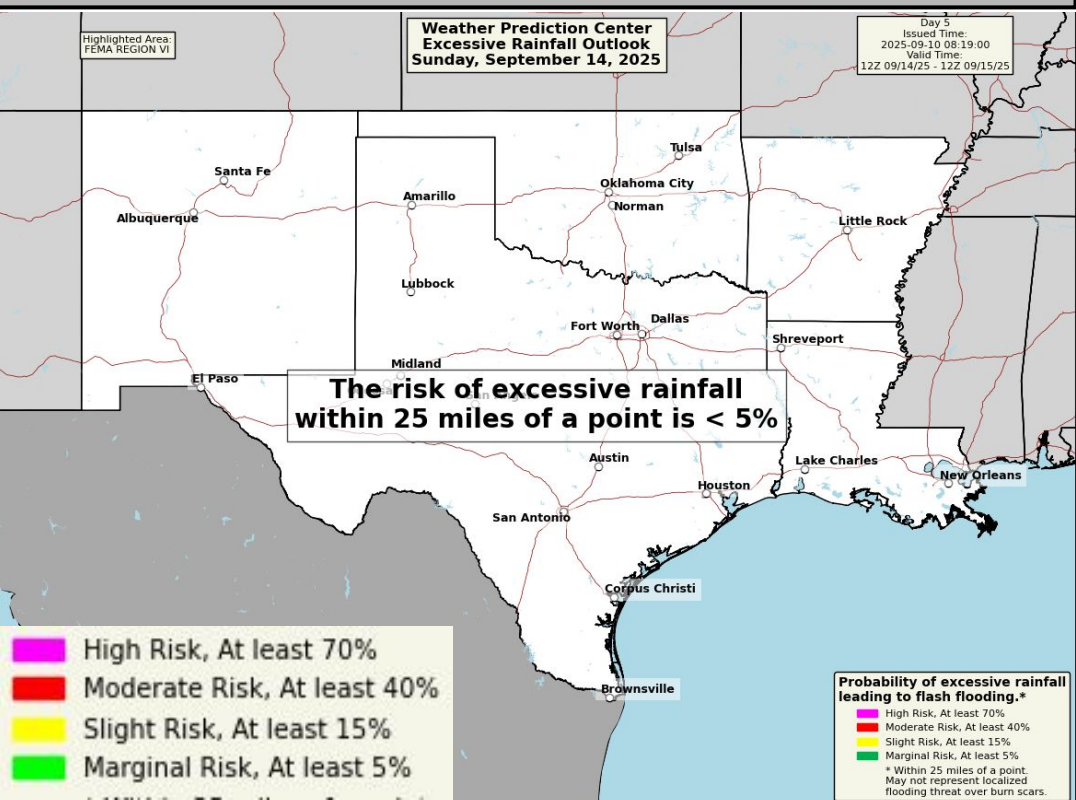 Highlighted Area:
FEMA REGION VI
Weather Prediction Center
Excessive Rainfall Outlook
Sunday, September 14, 2025
Day 5
Issued Time:
2025-09-10 08:19:00
Valid Time:
12Z 09/14/25 - 12Z 09/15/25
Tulsa
Santa Fe
Oklahoma City
Amarillo
Norman
Albuquerque
Little Rock
Lubbock
Dallas
Fort Worth
Shreveport
Midland
El Paso
The risk of excessive rainfall
within 25 miles of a point is < 5%
Austin
Lake Charles
New Orleans
Houston
San Antonio
Corpus Christi
Brownsville
High Risk, At least 70%
Moderate Risk, At least 40%
Slight Risk, At least 15%
Marginal Risk, At least 5%
Probability of excessive rainfall
leading to flash flooding.*
High Risk, At least 70%
Moderate Risk, At least 40%
Slight Risk, At least 15%
Marginal Risk, At least 5%
* Within 25 miles of a point.
May not represent localized
flooding threat over burn scars.